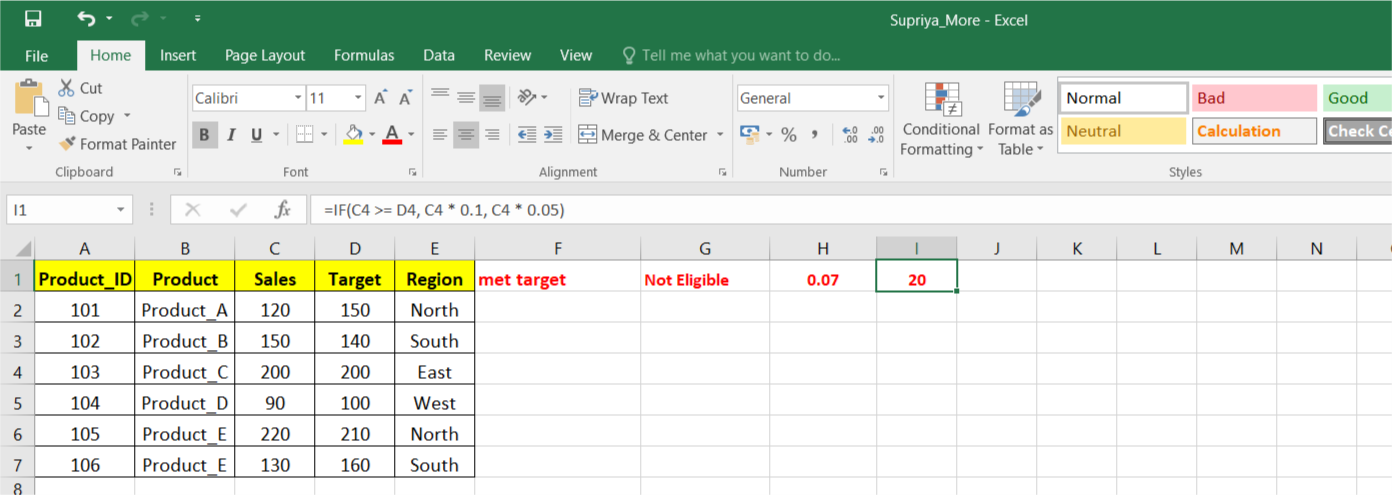 Supriya_More - Excel
File Home Insert Page Layout Formulas Data Review View Tell me what you want to do...
Paste
Cut
Copy
Format Painter
Clipboard
Calibri 11
B I U
Font
Wrap Text
Merge & Center
Alignment
General
%
Number
Conditional Formatting
Format as Table
Normal Bad Good
Neutral Calculation
Styles
I1 fx =IF(C4 >= D4, C4 * 0.1, C4 * 0.05)
A B C D E F G H I J K L M N
1 Product_ID Product Sales Target Region met target Not Eligible 0.07 20
2 101 Product_A 120 150 North
3 102 Product_B 150 140 South
4 103 Product_C 200 200 East
5 104 Product_D 90 100 West
6 105 Product_E 220 210 North
7 106 Product_E 130 160 South
8